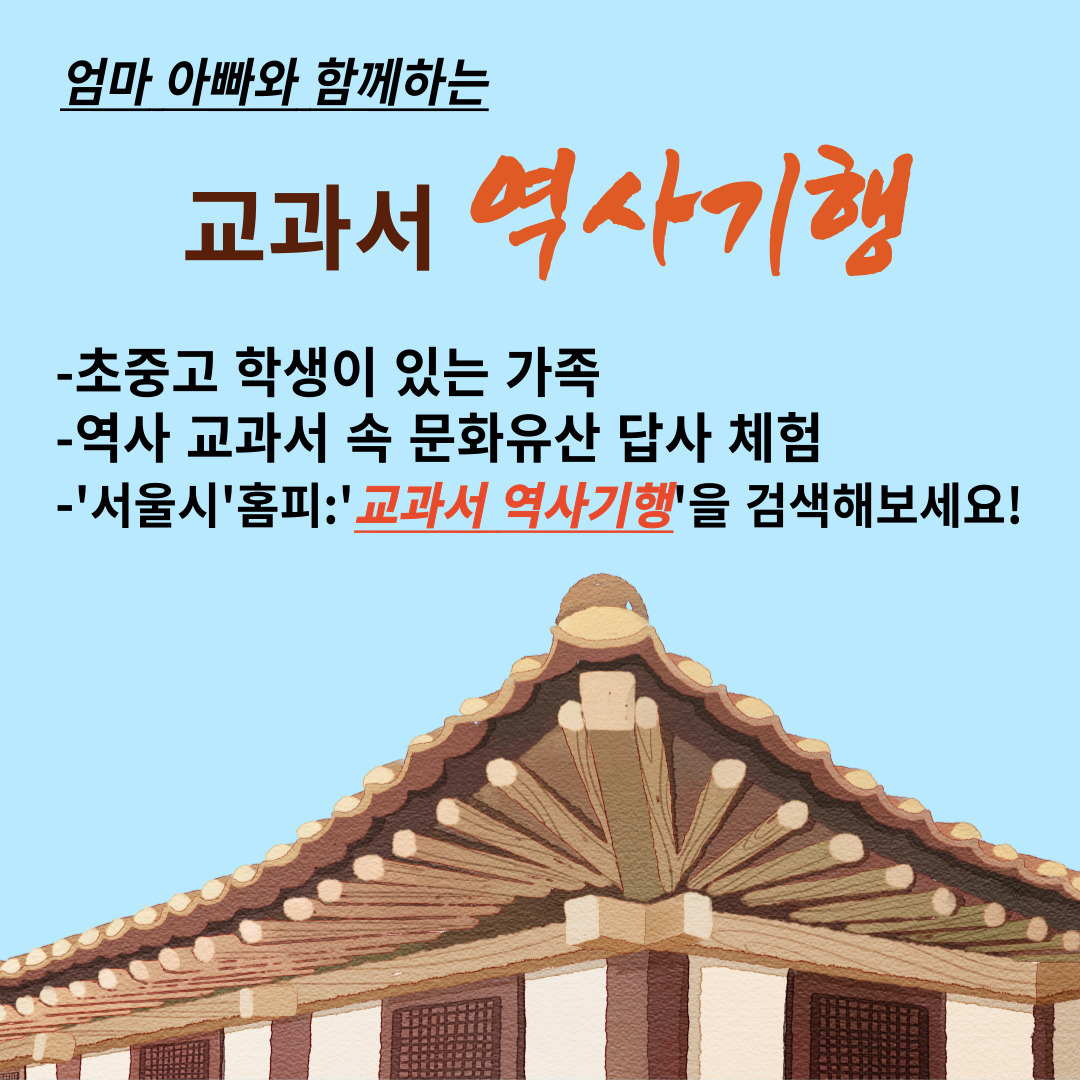 엄마 아빠와 함께하는
교과서 역사기행
-초중고 학생이 있는 가족
-역사 교과서 속 문화유산 답사 체험
-'서울시'홈피:'교과서 역사기행'을 검색해보세요!